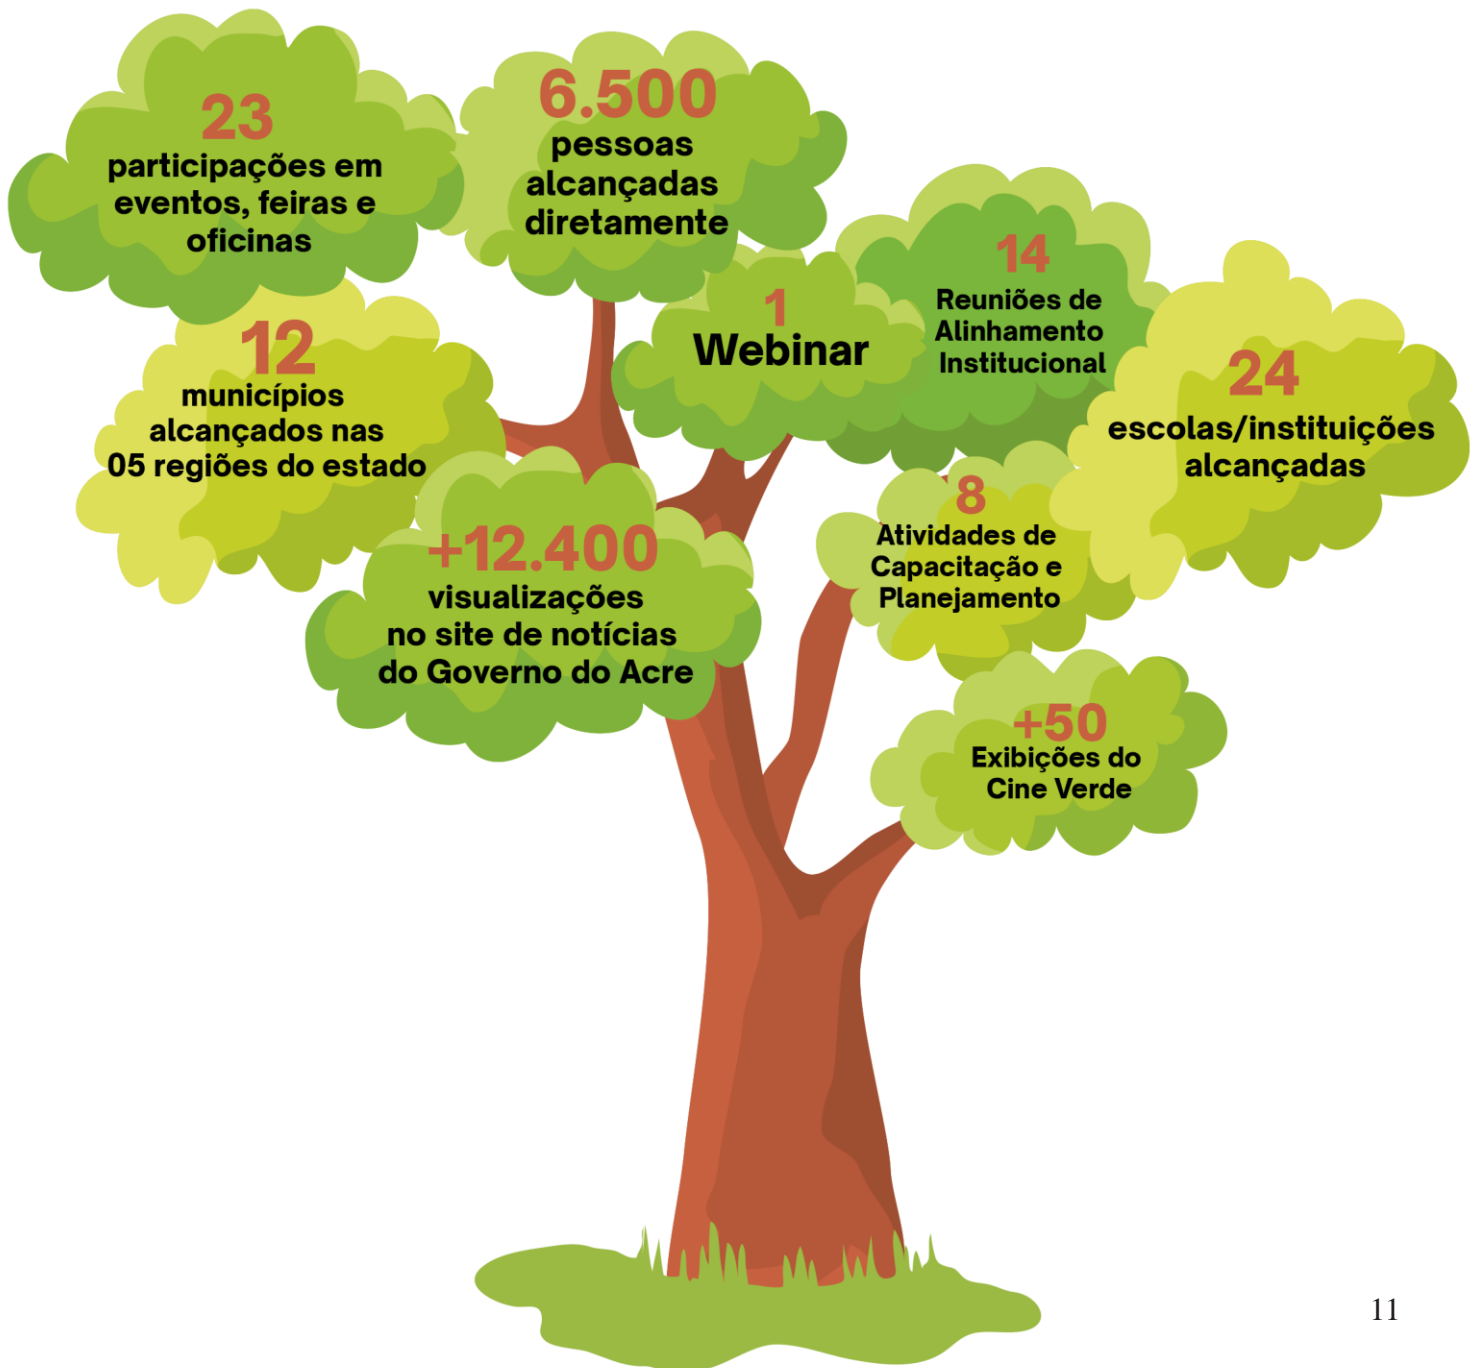 23
participações em
eventos, feiras e
oficinas
6.500
pessoas
alcançadas
diretamente
12
municípios
alcançados nas
05 regiões do estado
1
Webinar
14
Reuniões de
Alinhamento
Institucional
24
escolas/instituições
alcançadas
+12.400
visualizações
no site de notícias
do Governo do Acre
8
Atividades de
Capacitação e
Planejamento
+50
Exibições do
Cine Verde
11